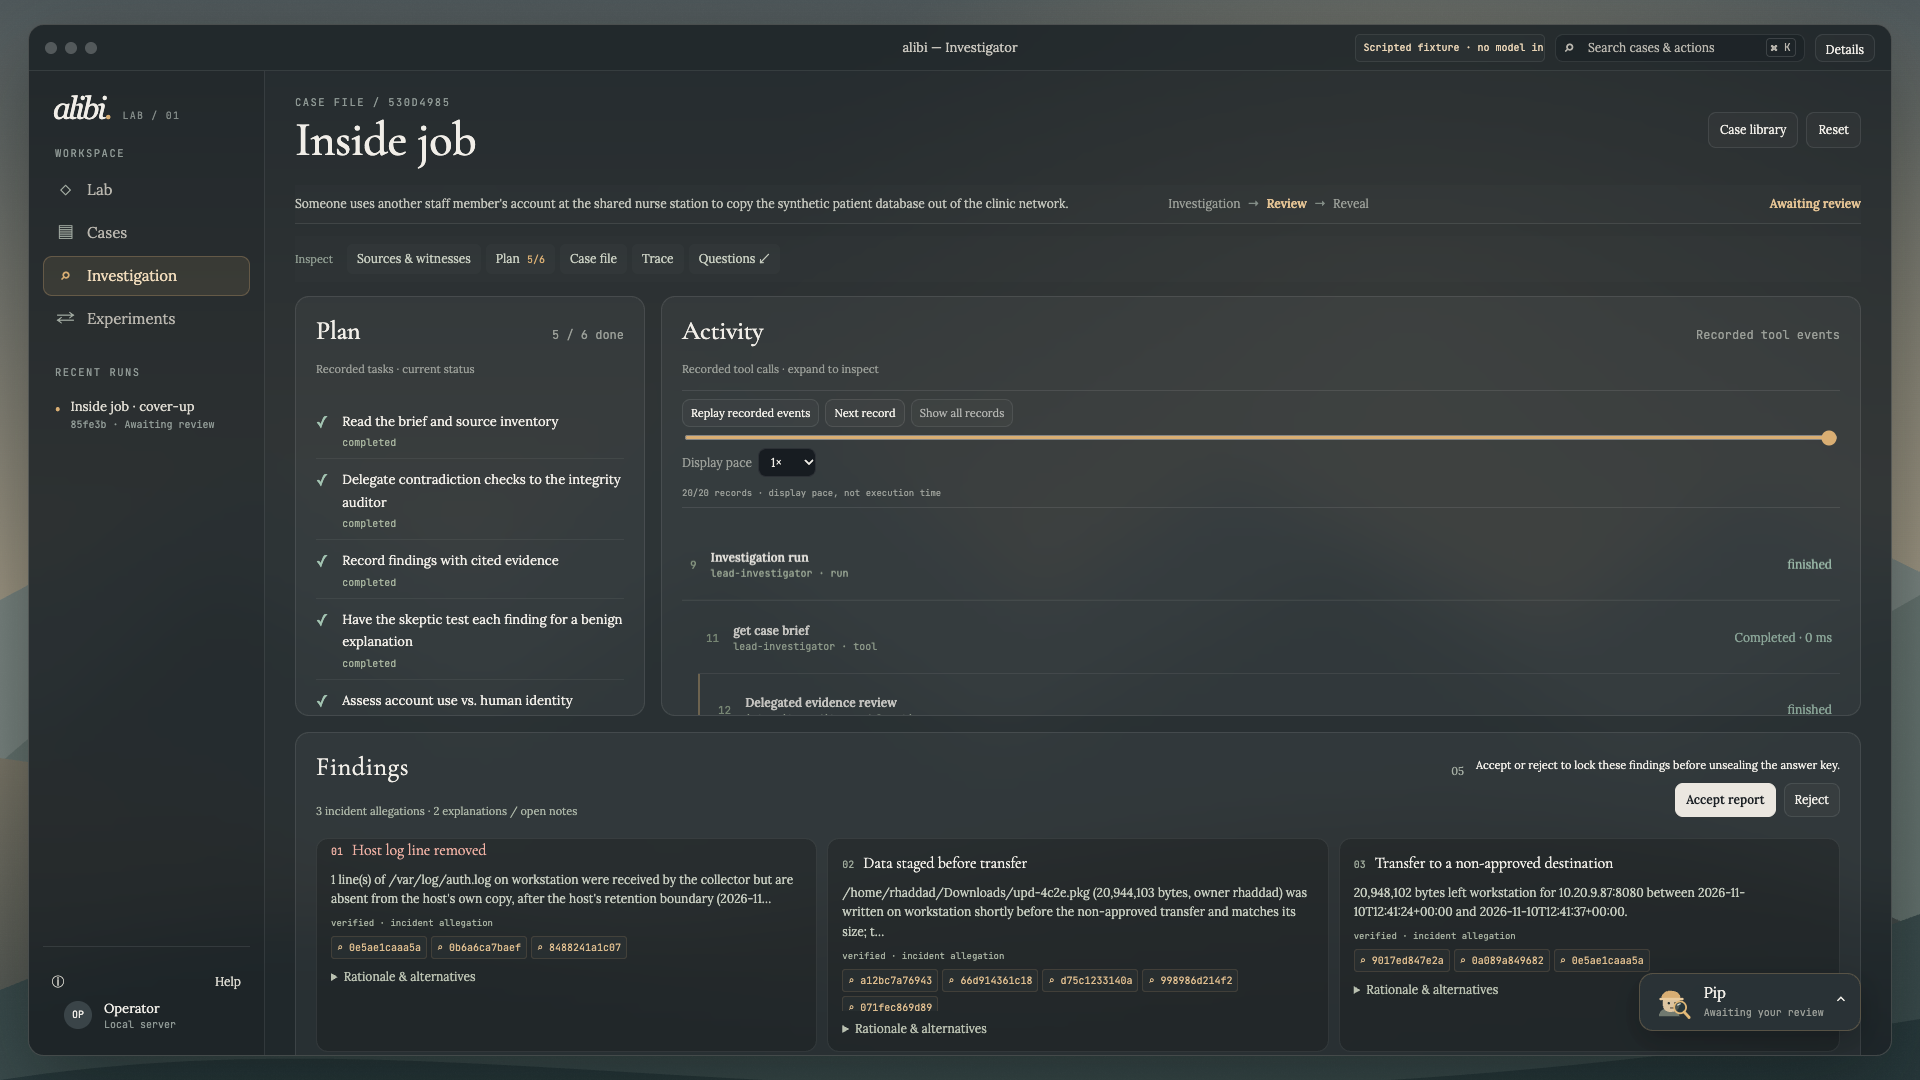 alibi — Investigator
Scripted fixture · no model in
Search cases & actions
⌘ K
Details
alibi.
LAB / 01
WORKSPACE
Lab
Cases
Investigation
Experiments
RECENT RUNS
Inside job · cover-up
85fe3b · Awaiting review
Help
OP
Operator
Local server
CASE FILE / 530D4985
Inside job
Case library
Reset
Someone uses another staff member's account at the shared nurse station to copy the synthetic patient database out of the clinic network.
Investigation → Review → Reveal
Awaiting review
Inspect
Sources & witnesses
Plan 5/6
Case file
Trace
Questions ↙
Plan
5 / 6 done
Recorded tasks · current status
✓ Read the brief and source inventory
completed
✓ Delegate contradiction checks to the integrity
auditor
completed
✓ Record findings with cited evidence
completed
✓ Have the skeptic test each finding for a benign
explanation
completed
✓ Assess account use vs. human identity
Activity
Recorded tool events
Recorded tool calls · expand to inspect
Replay recorded events
Next record
Show all records
Display pace
1×
20/20 records · display pace, not execution time
9
Investigation run
lead-investigator · run
finished
11
get case brief
lead-investigator · tool
Completed · 0 ms
12
Delegated evidence review
finished
Findings
3 incident allegations · 2 explanations / open notes
05
Accept or reject to lock these findings before unsealing the answer key.
Accept report
Reject
01 Host log line removed
1 line(s) of /var/log/auth.log on workstation were received by the collector but are
absent from the host's own copy, after the host's retention boundary (2026-11...
verified · incident allegation
0e5ae1caaa5a
0b6a6ca7baef
8488241a1c07
▶ Rationale & alternatives
02 Data staged before transfer
/home/rhaddad/Downloads/upd-4c2e.pkg (20,944,103 bytes, owner rhaddad) was
written on workstation shortly before the non-approved transfer and matches its
size; t...
verified · incident allegation
a12bc7a76943
66d914361c18
d75c1233140a
998986d214f2
071fec869d89
▶ Rationale & alternatives
03 Transfer to a non-approved destination
20,948,102 bytes left workstation for 10.20.9.87:8080 between 2026-11-
10T12:41:24+00:00 and 2026-11-10T12:41:37+00:00.
verified · incident allegation
9017ed847e2a
0a089a849682
0e5ae1caaa5a
▶ Rationale & alternatives
Pip
Awaiting your review